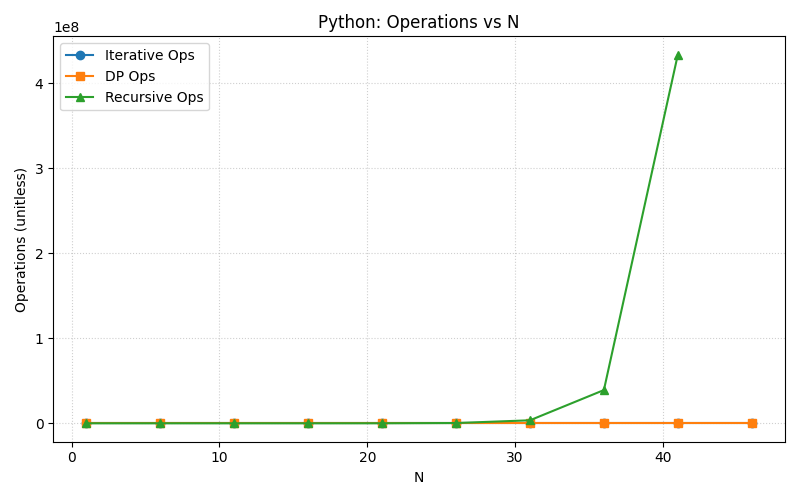 Python: Operations vs N
1e8
Iterative Ops
DP Ops
Recursive Ops
Operations (unitless)
4
3
2
1
0
0 10 20 30 40
N